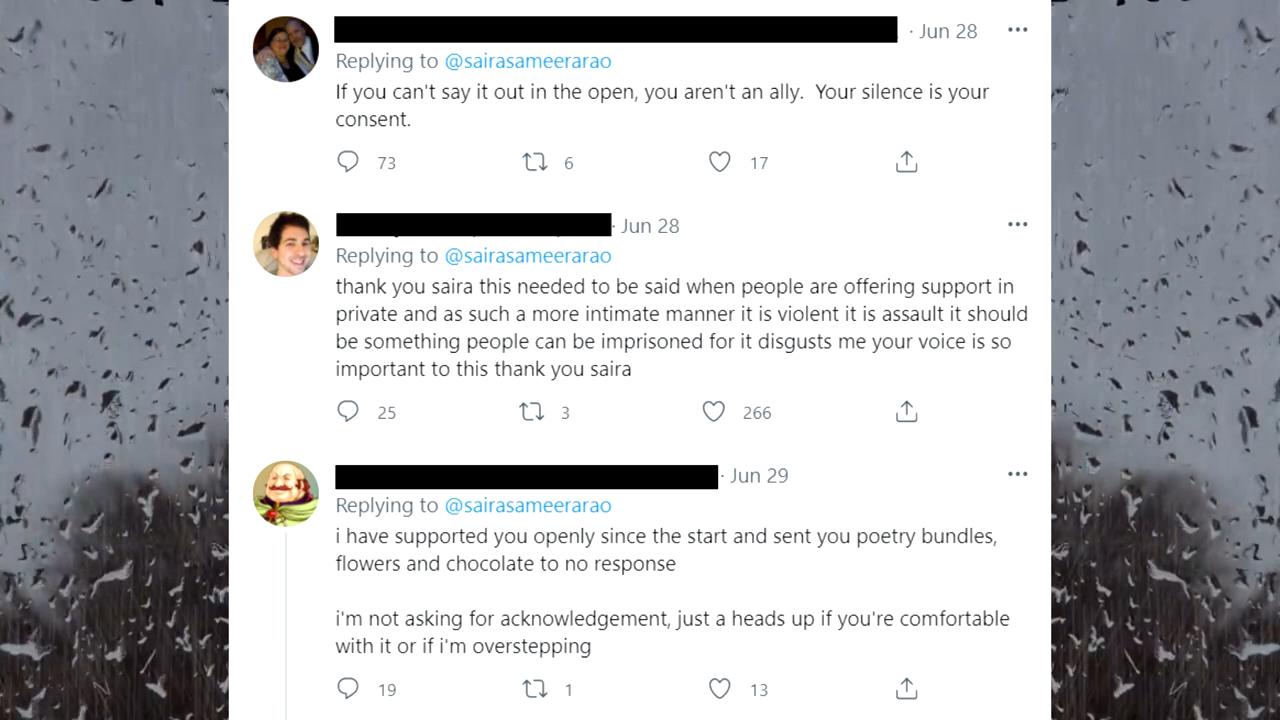 · Jun 28
Replying to @sairasameerarao
If you can't say it out in the open, you aren't an ally.  Your silence is your
consent.
73 6 17
· Jun 28
Replying to @sairasameerarao
thank you saira this needed to be said when people are offering support in
private and as such a more intimate manner it is violent it is assault it should
be something people can be imprisoned for it disgusts me your voice is so
important to this thank you saira
25 3 266
· Jun 29
Replying to @sairasameerarao
i have supported you openly since the start and sent you poetry bundles,
flowers and chocolate to no response
i'm not asking for acknowledgement, just a heads up if you're comfortable
with it or if i'm overstepping
19 1 13